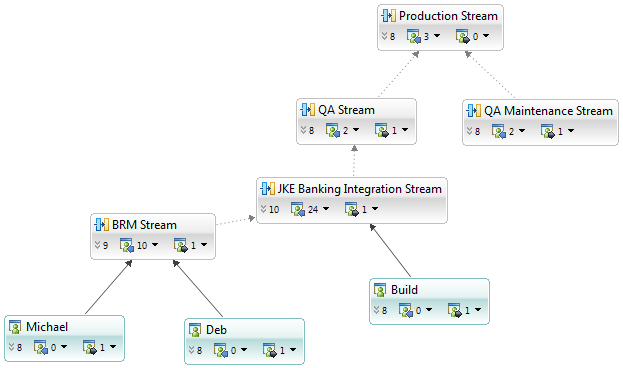 Production Stream
8 3 0
QA Stream
8 2 1
QA Maintenance Stream
8 2 1
JKE Banking Integration Stream
10 24 1
BRM Stream
9 10 1
Build
8 0 1
Michael
8 0 1
Deb
8 0 1